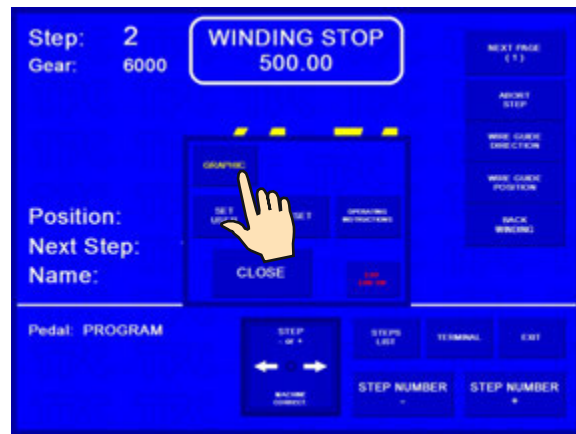 Step: 2
Gear: 6000
WINDING STOP
500.00
NEXT PAGE
( 1 )
ABORT
STEP
WIRE GUIDE
DIRECTION
WIRE GUIDE
POSITION
BACK
WINDING
GRAPHIC
SET
SET
OPERATING
INSTRUCTIONS
CLOSE
Position:
Next Step:
Name:
Pedal: PROGRAM
STEP
- or +
MACHINE
CORRECT
STEPS
LIST
TERMINAL
EXIT
STEP NUMBER
-
STEP NUMBER
+